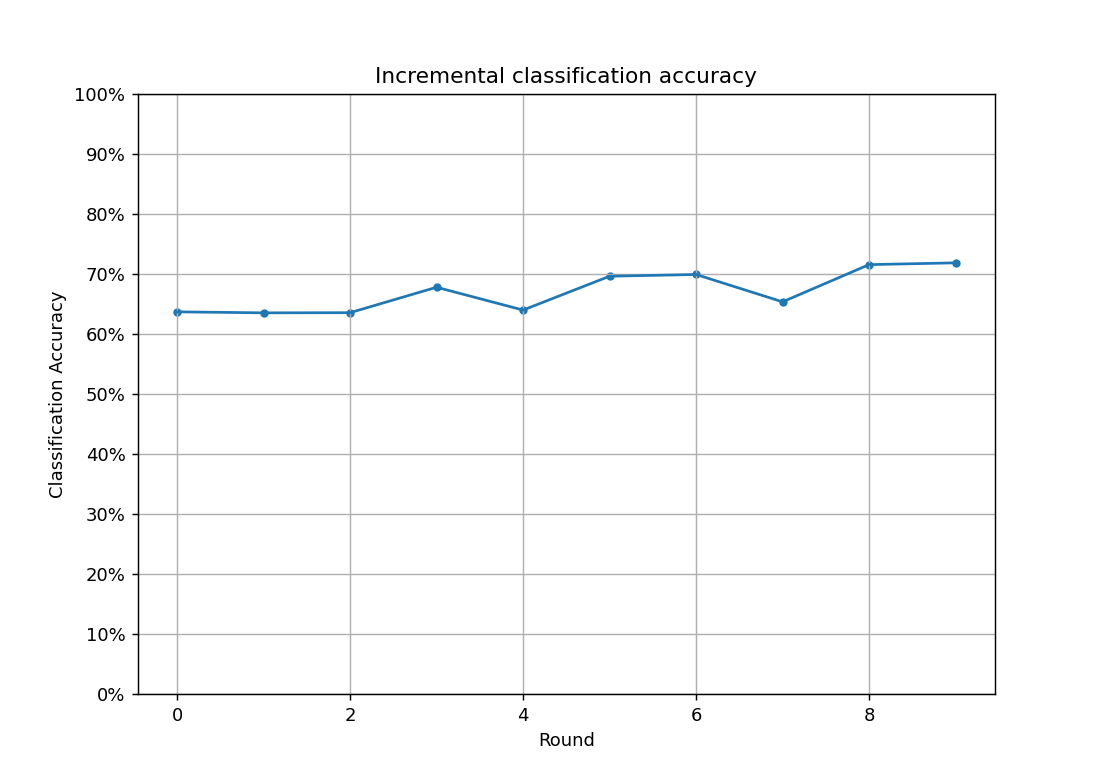 Incremental classification accuracy
100%
90%
80%
70%
60%
50%
40%
30%
20%
10%
0%
Classification Accuracy
0 2 4 6 8
Round